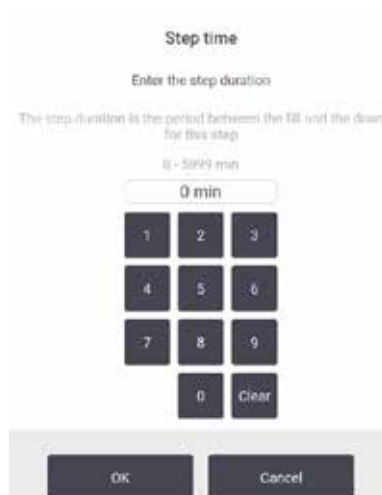 Step time
Enter the step duration
The step duration is the period between the fill and the down
for this step
0 - 5999 min
0 min
1 2 3
4 5 6
7 8 9
0 Clear
OK Cancel